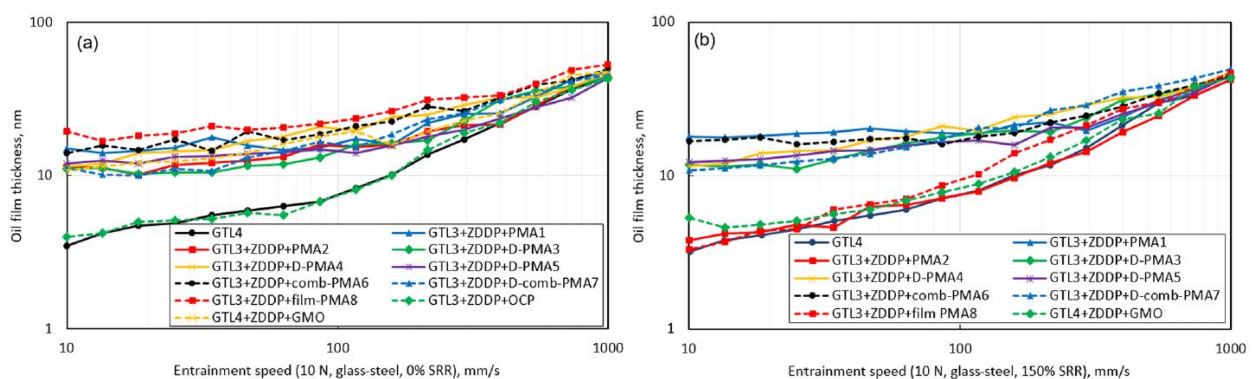 (a)
100
10
1
Oil film thickness, nm
GTL4
GTL3+ZDDP+PMA1
GTL3+ZDDP+PMA2
GTL3+ZDDP+D-PMA3
GTL3+ZDDP+D-PMA4
GTL3+ZDDP+D-PMA5
GTL3+ZDDP+comb-PMA6
GTL3+ZDDP+D-comb-PMA7
GTL3+ZDDP+film-PMA8
GTL3+ZDDP+OCP
GTL4+ZDDP+GMO
10
100
1000
Entrainment speed (10 N, glass-steel, 0% SRR), mm/s
(b)
100
10
1
Oil film thickness, nm
GTL4
GTL3+ZDDP+PMA1
GTL3+ZDDP+PMA2
GTL3+ZDDP+D-PMA3
GTL3+ZDDP+D-PMA4
GTL3+ZDDP+D-PMA5
GTL3+ZDDP+comb-PMA6
GTL3+ZDDP+D-comb-PMA7
GTL3+ZDDP+film PMA8
GTL4+ZDDP+GMO
10
100
1000
Entrainment speed (10 N, glass-steel, 150% SRR), mm/s